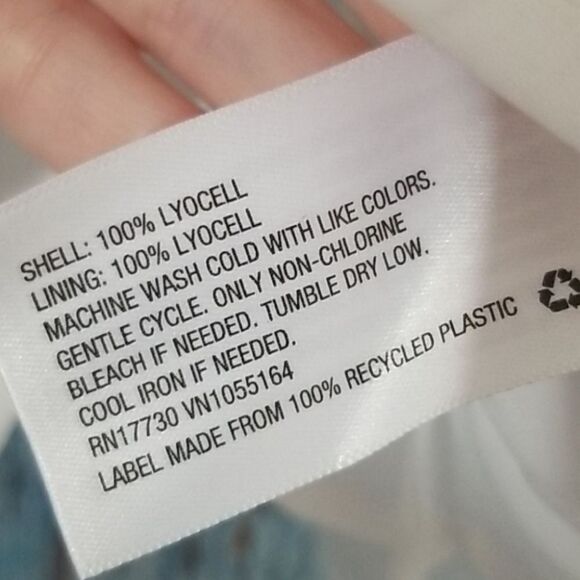 SHELL: 100% LYOCELL
LINING: 100% LYOCELL
MACHINE WASH COLD WITH LIKE COLORS.
GENTLE CYCLE. ONLY NON-CHLORINE
BLEACH IF NEEDED. TUMBLE DRY LOW.
COOL IRON IF NEEDED.
RN17730 VN1055164
LABEL MADE FROM 100% RECYCLED PLASTIC